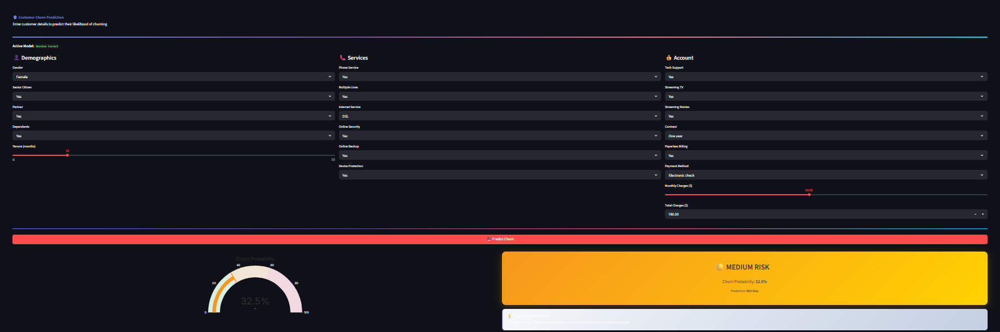 Customer Churn Prediction
Enter customer details to predict their likelihood of churning
Active Model: Random Forest
Demographics
Gender
Female
Senior Citizen
Yes
Partner
Yes
Dependents
Yes
Tenure (months)
0
72
Services
Phone Service
Yes
Multiple Lines
Yes
Internet Service
DSL
Online Security
Yes
Online Backup
Yes
Device Protection
Yes
Account
Tech Support
Yes
Streaming TV
Yes
Streaming Movies
Yes
Contract
One year
Paperless Billing
Yes
Payment Method
Electronic check
Monthly Charges ($)
63.50
Total Charges ($)
780.00
- +
Predict Churn
Churn Probability
0
20
40
60
80
100
32.5%
MEDIUM RISK
Churn Probability: 32.5%
Prediction: Will Stay